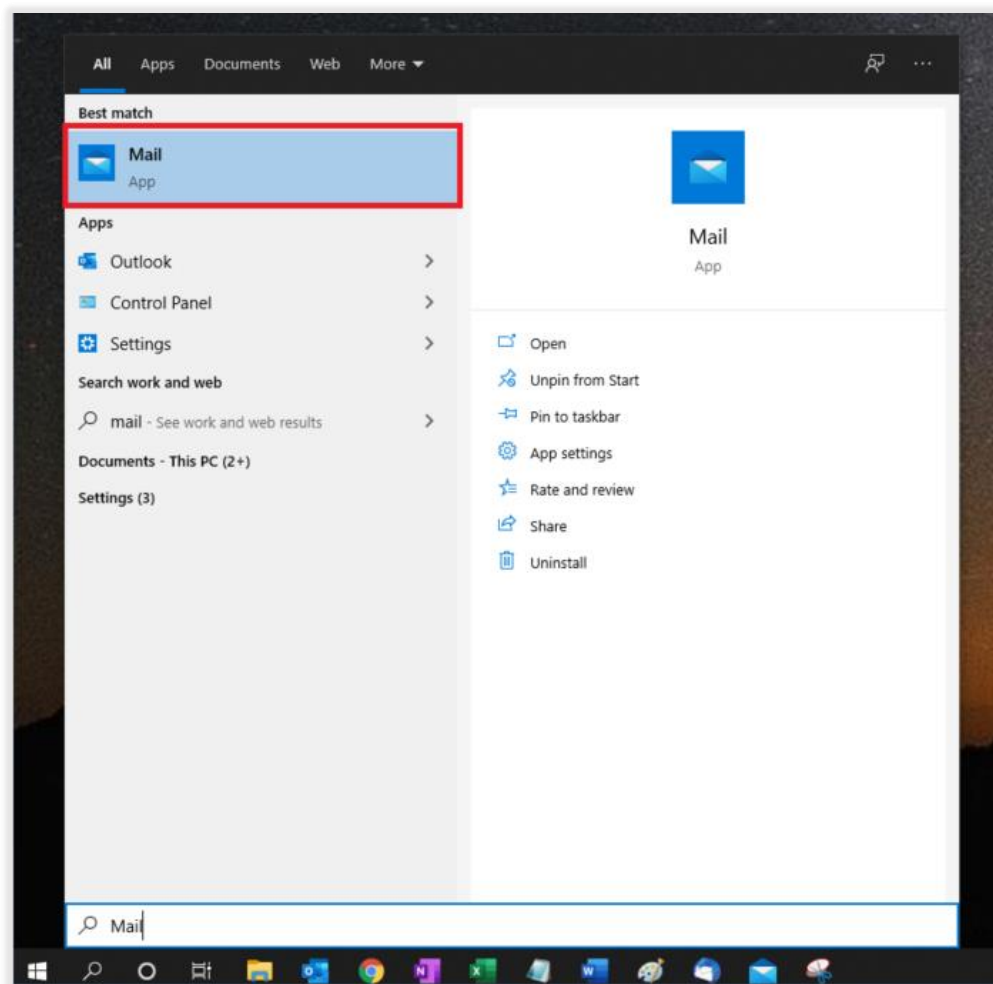 All Apps Documents Web More
Best match
Mail
App
Apps
Outlook
Control Panel
Settings
Search work and web
mail - See work and web results
Documents - This PC (2+)
Settings (3)
Mail
App
Open
Unpin from Start
Pin to taskbar
App settings
Rate and review
Share
Uninstall
Mail